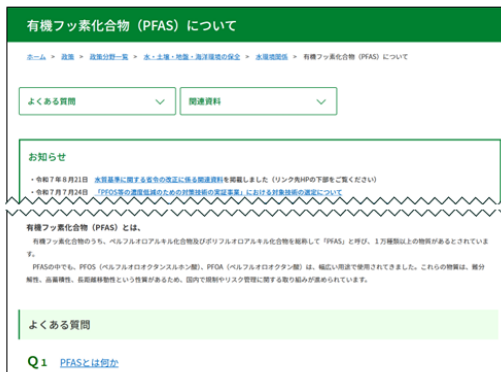 有機フッ素化合物（PFAS）について
ホーム > 政策 > 政策分野一覧 > 水・土壌・地盤・海洋環境の保全 > 水環境関係 > 有機フッ素化合物（PFAS）について
よくある質問
関連資料
お知らせ
・令和７年８月21日 水質基準に関する省令の改正に係る関連資料を掲載しました（リンク先HPの下部をご覧ください）
・令和７年７月24日 「PFOS等の濃度低減のための対策技術の実証事業」における対象技術の選定について
有機フッ素化合物（PFAS）とは、
有機フッ素化合物のうち、ペルフルオロアルキル化合物及びポリフルオロアルキル化合物を総称して「PFAS」と呼び、１万種類以上の物質があるとされていま
す。
PFASの中でも、PFOS（ペルフルオロオクタンスルホン酸）、PFOA（ペルフルオロオクタン酸）は、幅広い用途で使用されてきました。これらの物質は、難分
解性、高蓄積性、長距離移動性という性質があるため、国内で規制やリスク管理に関する取り組みが進められています。
よくある質問
Q１ PFASとは何か